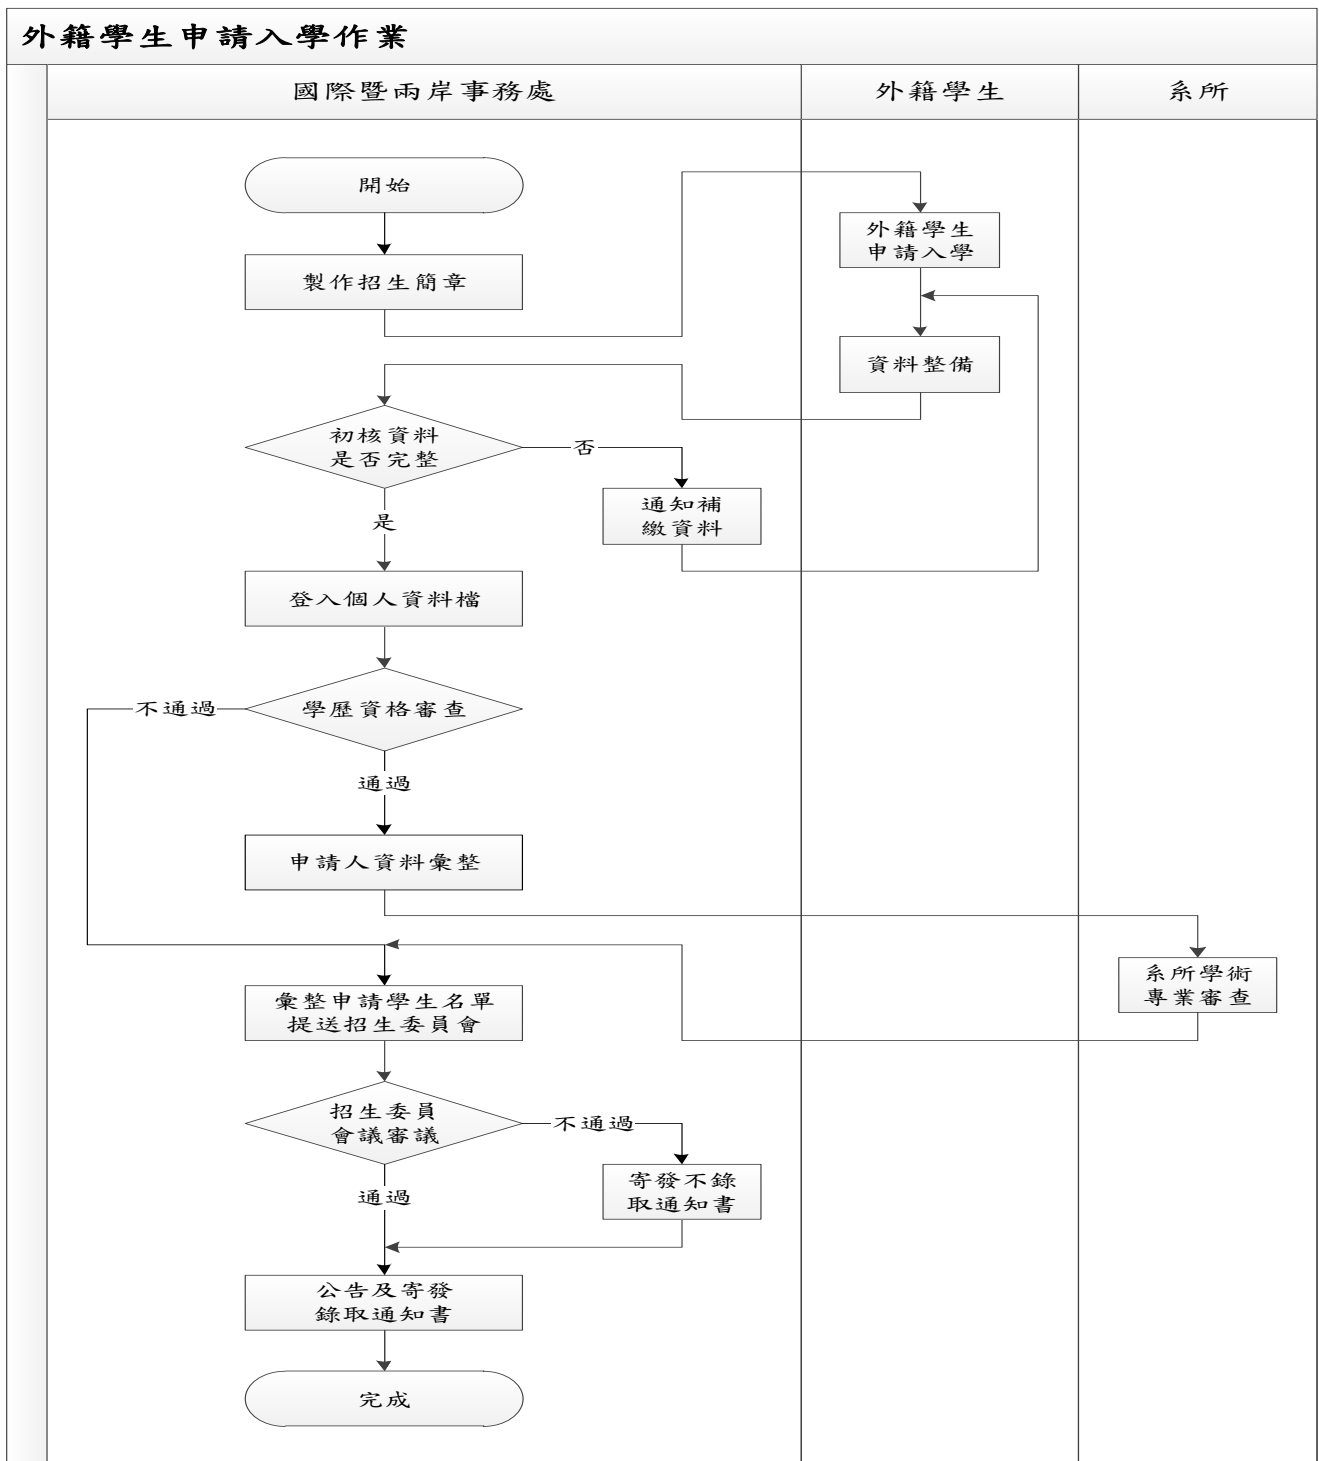 外籍學生申請入學作業
國際暨兩岸事務處
外籍學生
系所
開始
外籍學生
申請入學
製作招生簡章
資料整備
初核資料
是否完整
否
通知補
繳資料
是
登入個人資料檔
不通過
學歷資格審查
通過
申請人資料彙整
系所學術
專業審查
彙整申請學生名單
提送招生委員會
招生委員
會議審議
不通過
寄發不錄
取通知書
通過
公告及寄發
錄取通知書
完成